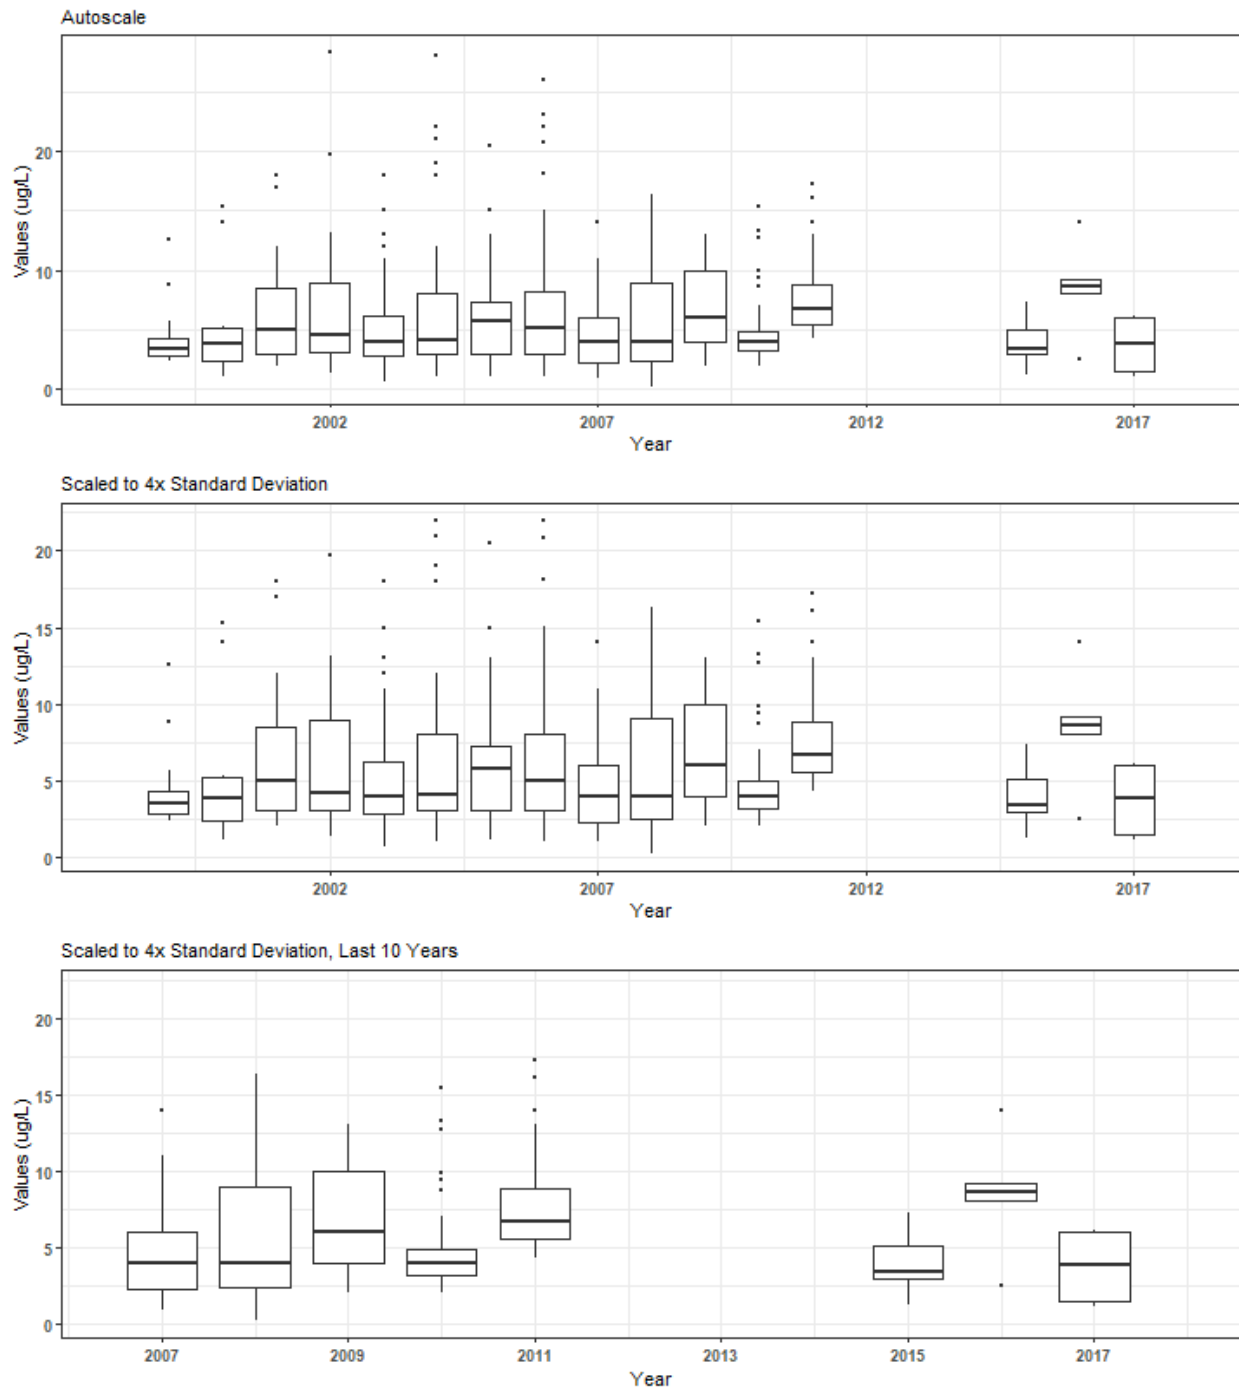 Autoscale
Values (ug/L)
20
10
0
2002 2007 2012 2017
Year
Scaled to 4x Standard Deviation
Values (ug/L)
20
15
10
5
0
2002 2007 2012 2017
Year
Scaled to 4x Standard Deviation, Last 10 Years
Values (ug/L)
20
15
10
5
0
2007 2009 2011 2013 2015 2017
Year